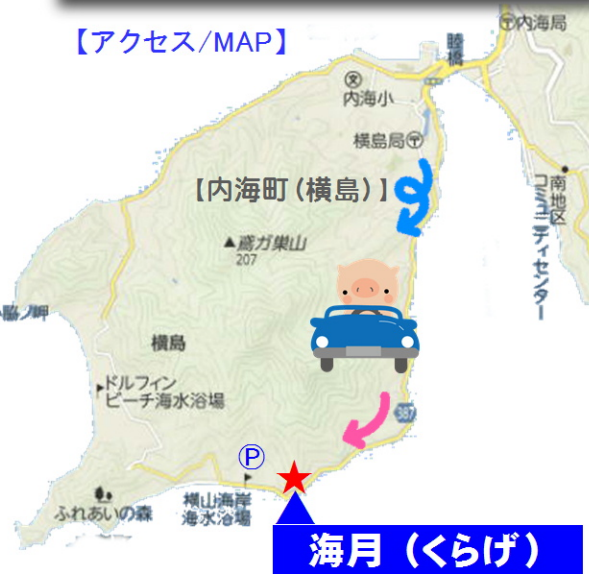 【アクセス/MAP】
内海局
睦橋
内海小
横島局
【内海町（横島）】
南地区
コミュニティセンター
▲鳶ガ巣山
207
横島
ドルフィン
ビーチ海水浴場
387
P
横山海岸
海水浴場
ふれあいの森
海月（くらげ）